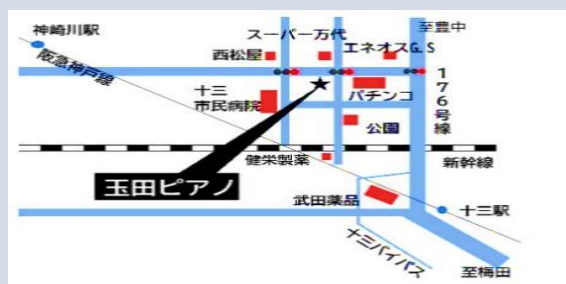 スーパー万代
至豊中
神崎川駅
西松屋
エネオスG.S
阪急神戸線
176号線
十三
市民病院
パチンコ
公園
健栄製薬
新幹線
玉田ピアノ
武田薬品
十三駅
十三バイパス
至梅田